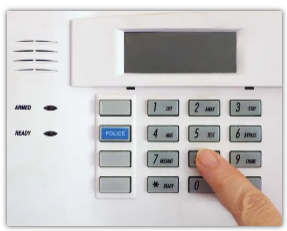 ARMED
READY
POLICE
1 OFF 2 AWAY 3 STAY
4 MAX 5 TEST 6 BYPASS
7 INSTANT 9 CHIME
* READY 0